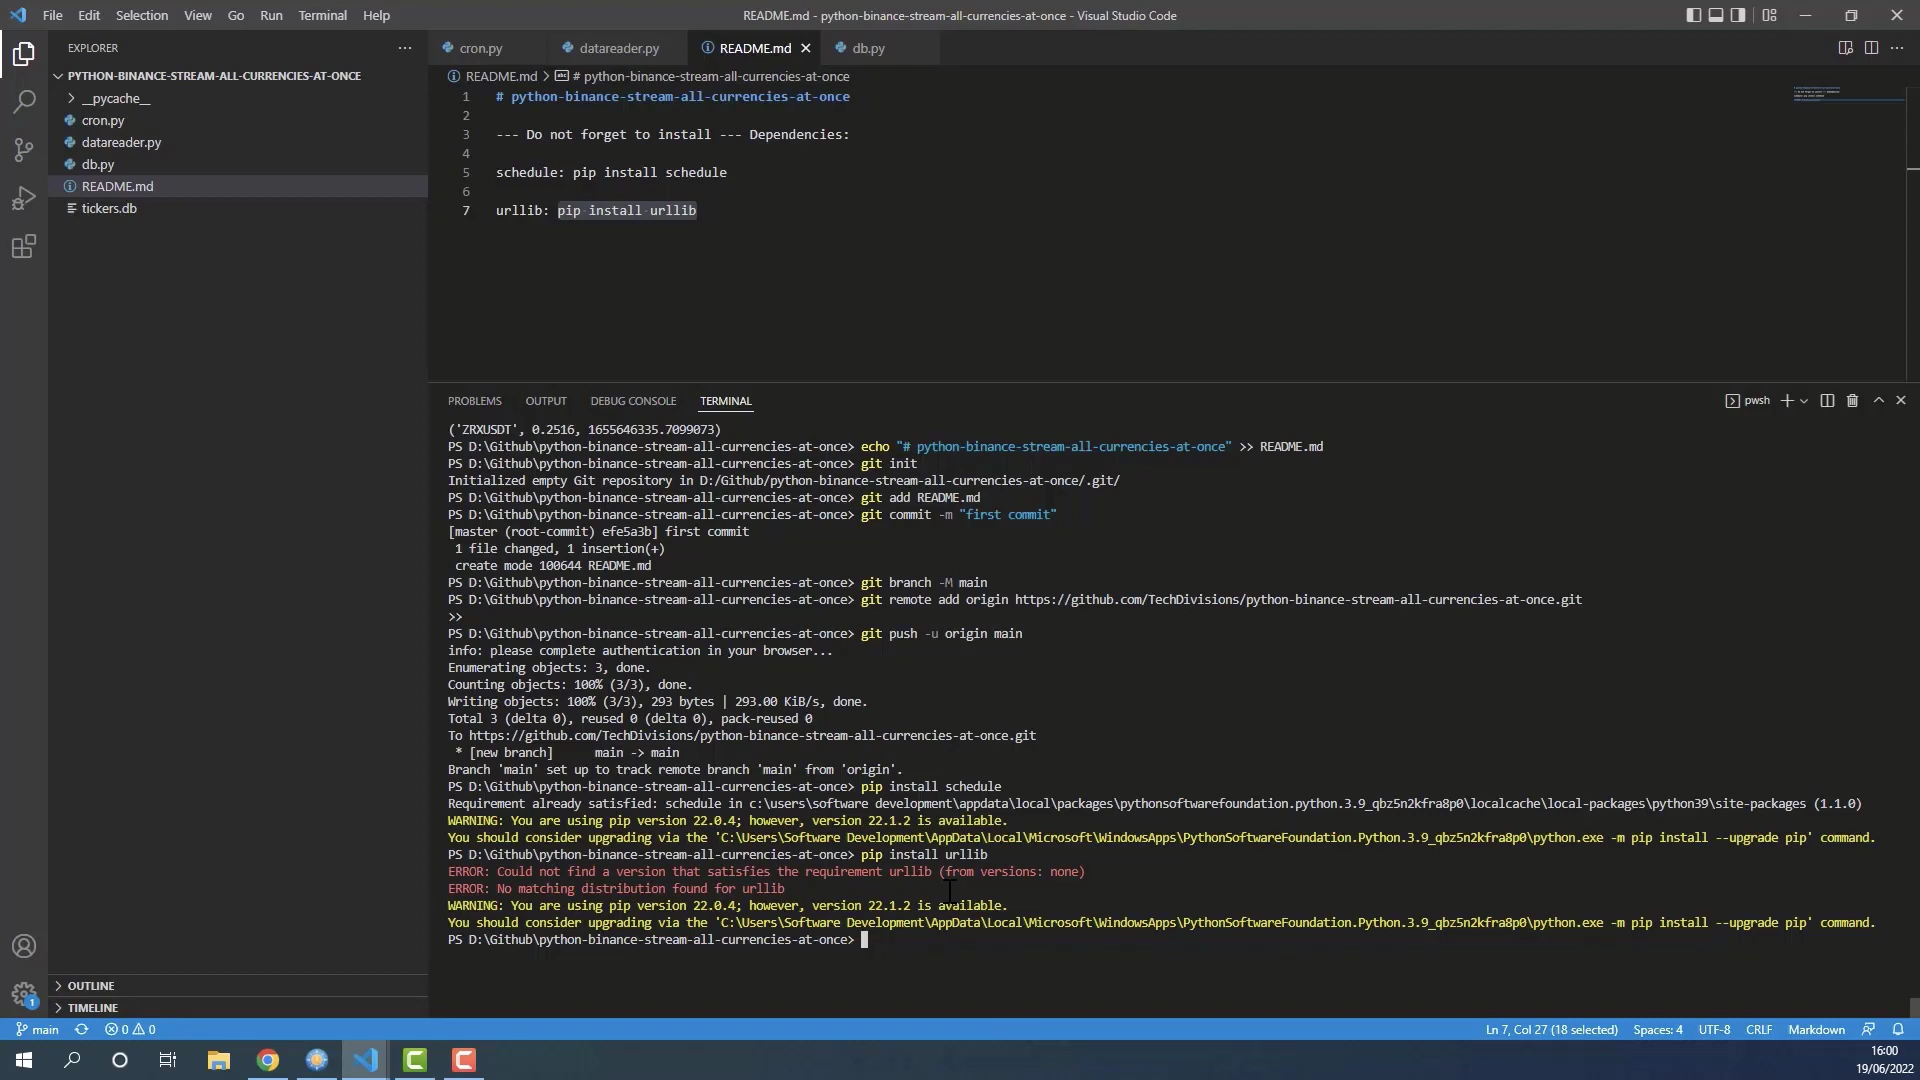 File Edit Selection View Go Run Terminal Help
README.md - python-binance-stream-all-currencies-at-once - Visual Studio Code
EXPLORER
PYTHON-BINANCE-STREAM-ALL-CURRENCIES-AT-ONCE
__pycache__
cron.py
datareader.py
db.py
README.md
tickers.db
OUTLINE
TIMELINE
cron.py datareader.py README.md db.py
README.md > # python-binance-stream-all-currencies-at-once
1 # python-binance-stream-all-currencies-at-once
2
3 --- Do not forget to install --- Dependencies:
4
5 schedule: pip install schedule
6
7 urllib: pip install urllib
PROBLEMS OUTPUT DEBUG CONSOLE TERMINAL
pwsh
('ZRXUSDT', 0.2516, 1655646335.7099073)
PS D:\Github\python-binance-stream-all-currencies-at-once> echo "# python-binance-stream-all-currencies-at-once" >> README.md
PS D:\Github\python-binance-stream-all-currencies-at-once> git init
Initialized empty Git repository in D:/Github/python-binance-stream-all-currencies-at-once/.git/
PS D:\Github\python-binance-stream-all-currencies-at-once> git add README.md
PS D:\Github\python-binance-stream-all-currencies-at-once> git commit -m "first commit"
[master (root-commit) efe5a3b] first commit
1 file changed, 1 insertion(+)
create mode 100644 README.md
PS D:\Github\python-binance-stream-all-currencies-at-once> git branch -M main
PS D:\Github\python-binance-stream-all-currencies-at-once> git remote add origin https://github.com/TechDivisions/python-binance-stream-all-currencies-at-once.git
>>
PS D:\Github\python-binance-stream-all-currencies-at-once> git push -u origin main
info: please complete authentication in your browser...
Enumerating objects: 3, done.
Counting objects: 100% (3/3), done.
Writing objects: 100% (3/3), 293 bytes | 293.00 KiB/s, done.
Total 3 (delta 0), reused 0 (delta 0), pack-reused 0
To https://github.com/TechDivisions/python-binance-stream-all-currencies-at-once.git
* [new branch] main -> main
Branch 'main' set up to track remote branch 'main' from 'origin'.
PS D:\Github\python-binance-stream-all-currencies-at-once> pip install schedule
Requirement already satisfied: schedule in c:\users\software development\appdata\local\packages\pythonsoftwarefoundation.python.3.9_qbz5n2kfra8p0\localcache\local-packages\python39\site-packages (1.1.0)
WARNING: You are using pip version 22.0.4; however, version 22.1.2 is available.
You should consider upgrading via the 'C:\Users\Software Development\AppData\Local\Microsoft\WindowsApps\PythonSoftwareFoundation.Python.3.9_qbz5n2kfra8p0\python.exe -m pip install --upgrade pip' command.
PS D:\Github\python-binance-stream-all-currencies-at-once> pip install urllib
ERROR: Could not find a version that satisfies the requirement urllib (from versions: none)
ERROR: No matching distribution found for urllib
WARNING: You are using pip version 22.0.4; however, version 22.1.2 is available.
You should consider upgrading via the 'C:\Users\Software Development\AppData\Local\Microsoft\WindowsApps\PythonSoftwareFoundation.Python.3.9_qbz5n2kfra8p0\python.exe -m pip install --upgrade pip' command.
PS D:\Github\python-binance-stream-all-currencies-at-once>
1
main 0 0 Ln 7, Col 27 (18 selected) Spaces: 4 UTF-8 CRLF Markdown
16:00
19/06/2022